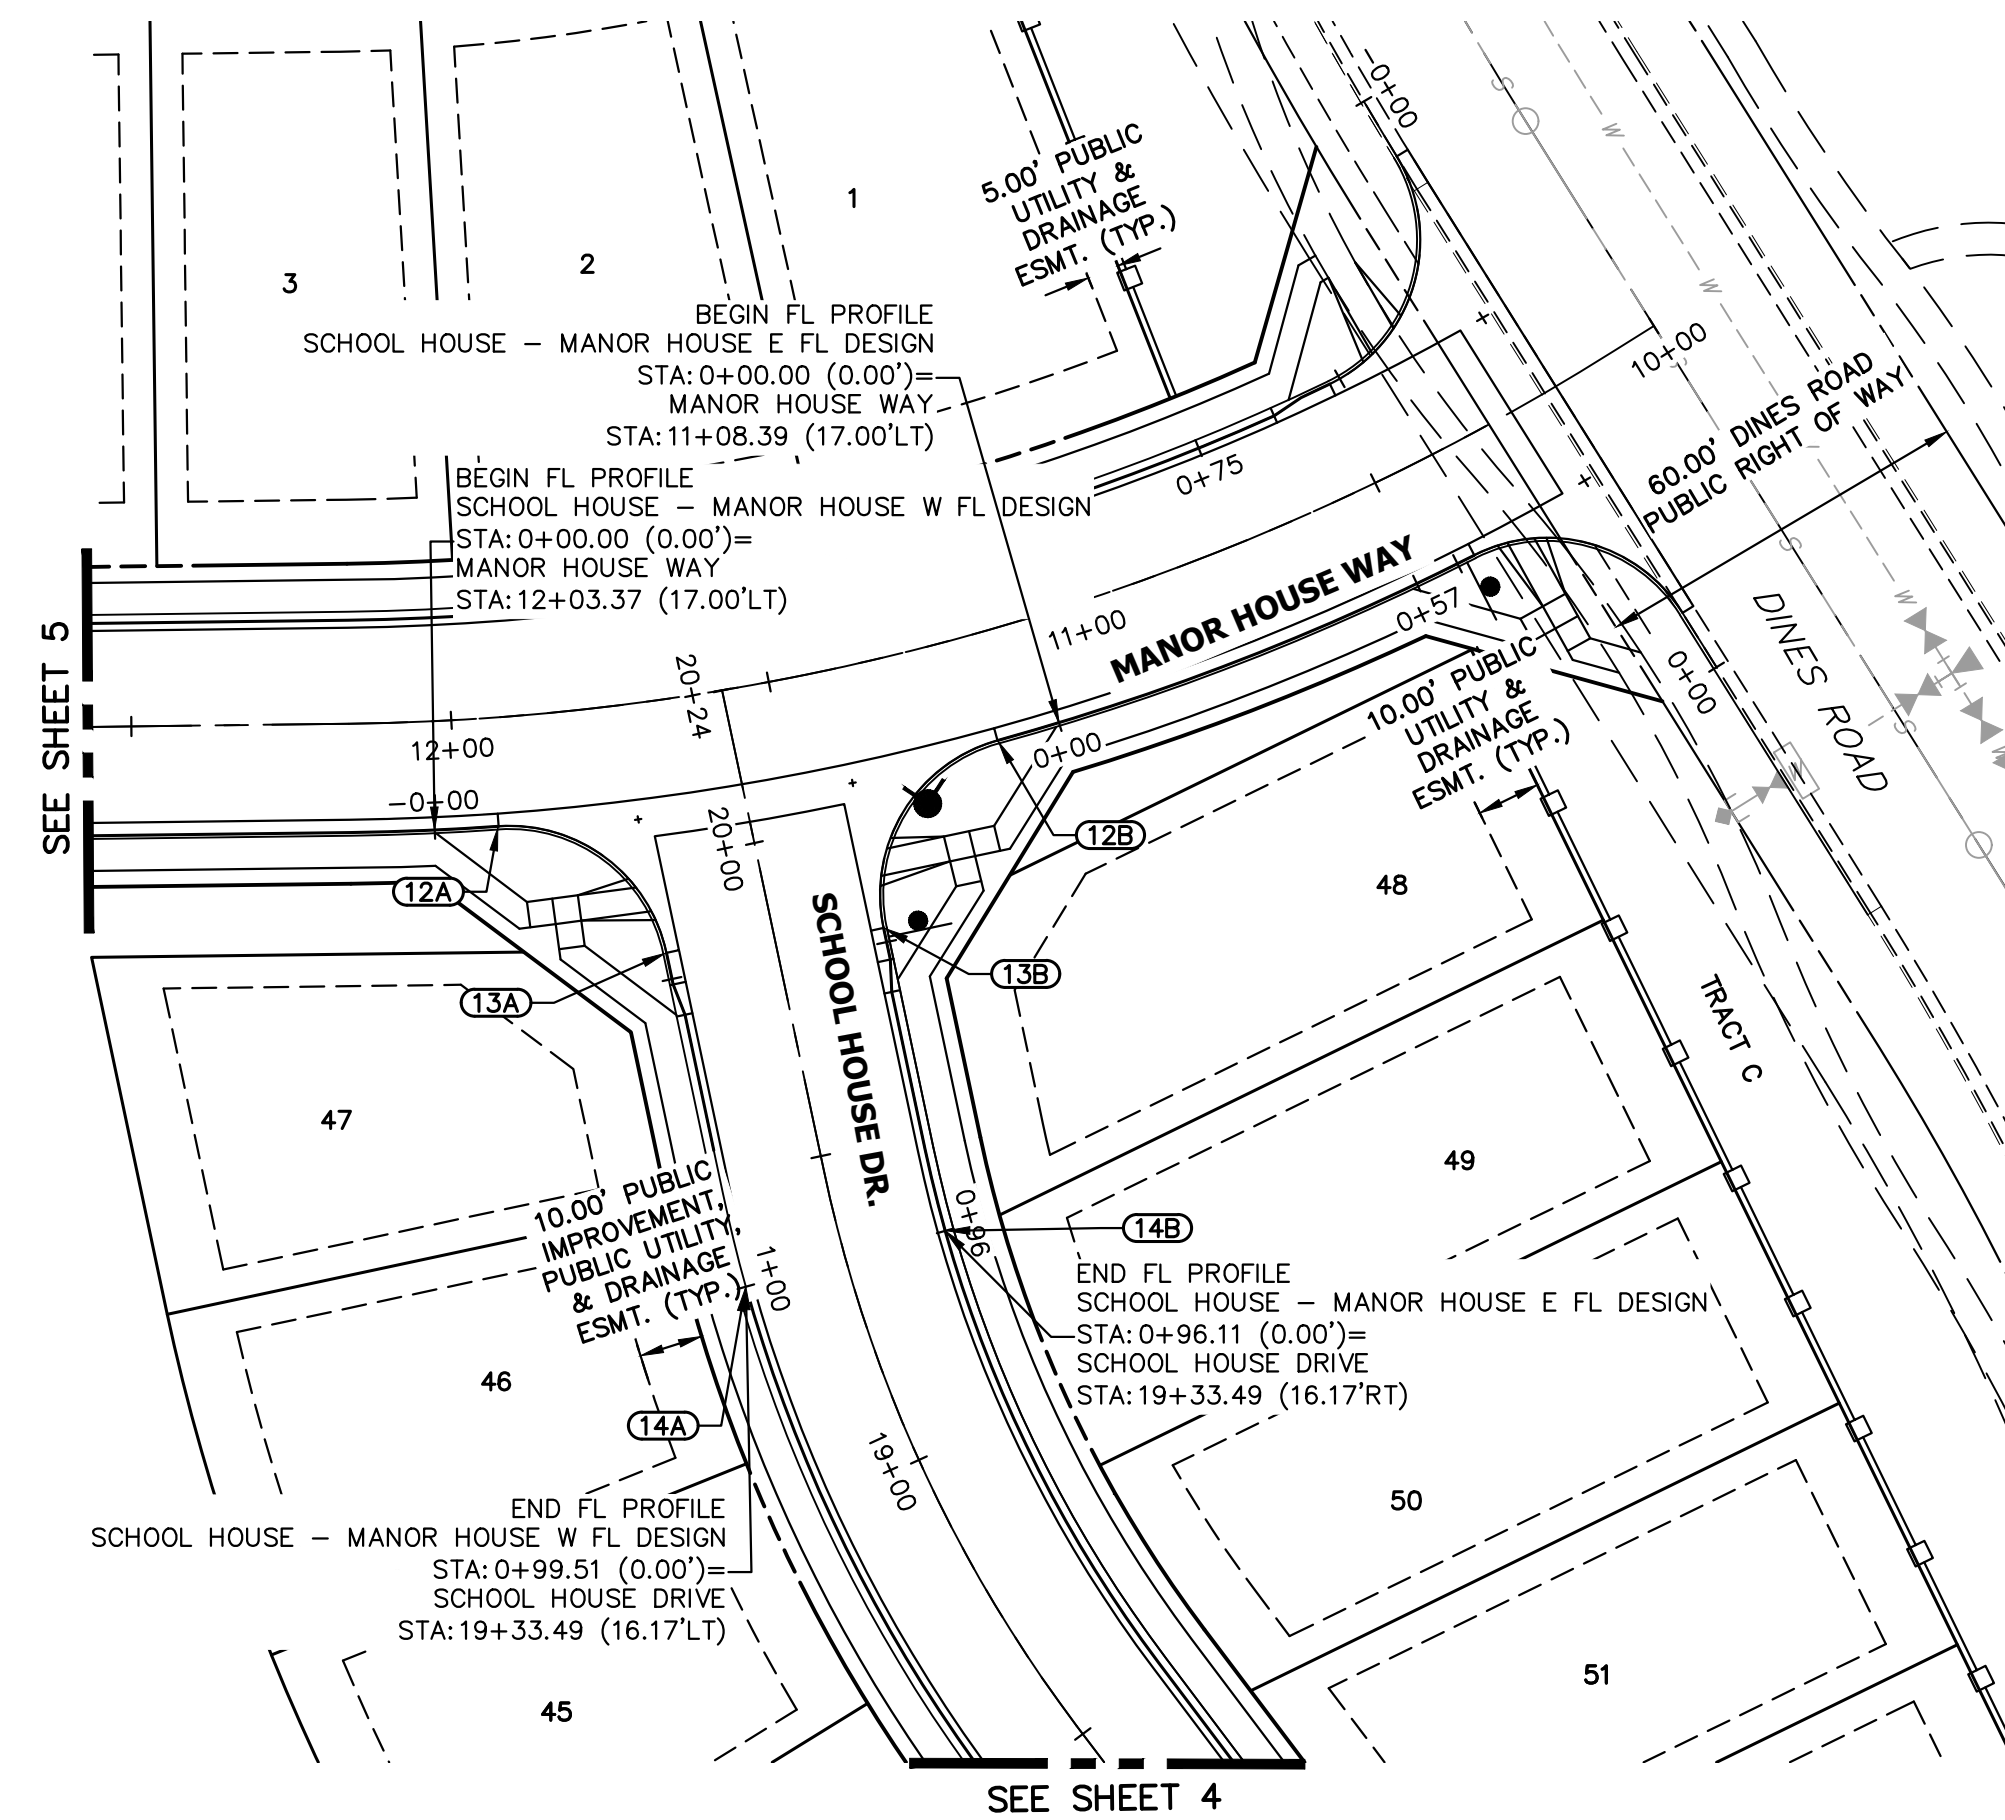 -0+00
5.00' PUBLIC
UTILITY &
DRAINAGE
ESMT. (TYP.)
1
2
3
BEGIN FL PROFILE
SCHOOL HOUSE – MANOR HOUSE E FL DESIGN
STA:0+00.00 (0.00')=
MANOR HOUSE WAY
STA:11+08.39 (17.00'LT)
BEGIN FL PROFILE
SCHOOL HOUSE – MANOR HOUSE W FL DESIGN
STA:0+00.00 (0.00')=
MANOR HOUSE WAY
STA:12+03.37 (17.00'LT)
0+75
10+00
60.00' DINES ROAD
PUBLIC RIGHT OF WAY
S
W
W
S
S
W
S
W
W
DINES ROAD
MANOR HOUSE WAY
11+00
0+57
0+00
10.00' PUBLIC
UTILITY &
DRAINAGE
ESMT. (TYP.)
SEE SHEET 5
20+24
12+00
-0+00
0+00
20+00
12A
12B
13A
13B
SCHOOL HOUSE DR.
48
47
49
TRACT C
10.00' PUBLIC
IMPROVEMENT,
PUBLIC UTILITY,
& DRAINAGE
ESMT. (TYP.)
1+00
0+96
14B
END FL PROFILE
SCHOOL HOUSE – MANOR HOUSE E FL DESIGN
STA:0+96.11 (0.00')=
SCHOOL HOUSE DRIVE
STA:19+33.49 (16.17'RT)
46
14A
19+00
50
END FL PROFILE
SCHOOL HOUSE – MANOR HOUSE W FL DESIGN
STA:0+99.51 (0.00')=
SCHOOL HOUSE DRIVE
STA:19+33.49 (16.17'LT)
45
51
SEE SHEET 4